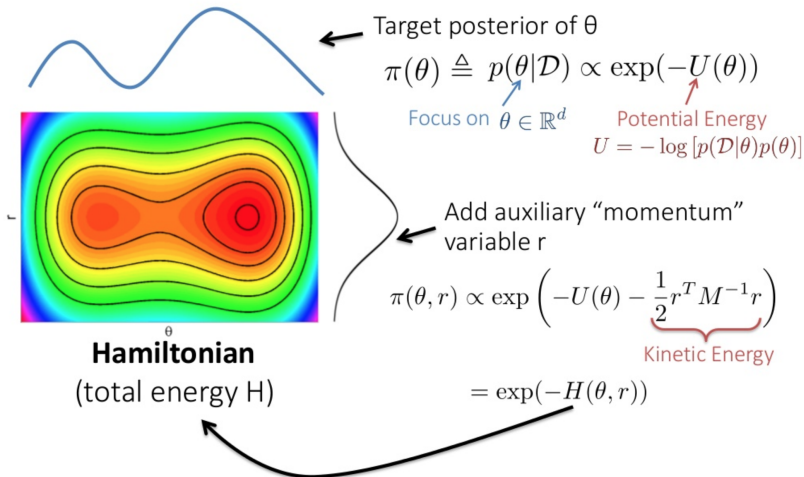 Target posterior of θ
π(θ) ≜ p(θ|𝒟) ∝ exp(−U(θ))
Focus on θ ∈ ℝ^d
Potential Energy
U = − log [p(𝒟|θ)p(θ)]
r
θ
Add auxiliary “momentum”
variable r
π(θ, r) ∝ exp (−U(θ) − 1/2 r^T M^{−1} r)
Kinetic Energy
Hamiltonian
(total energy H)
= exp(−H(θ, r))